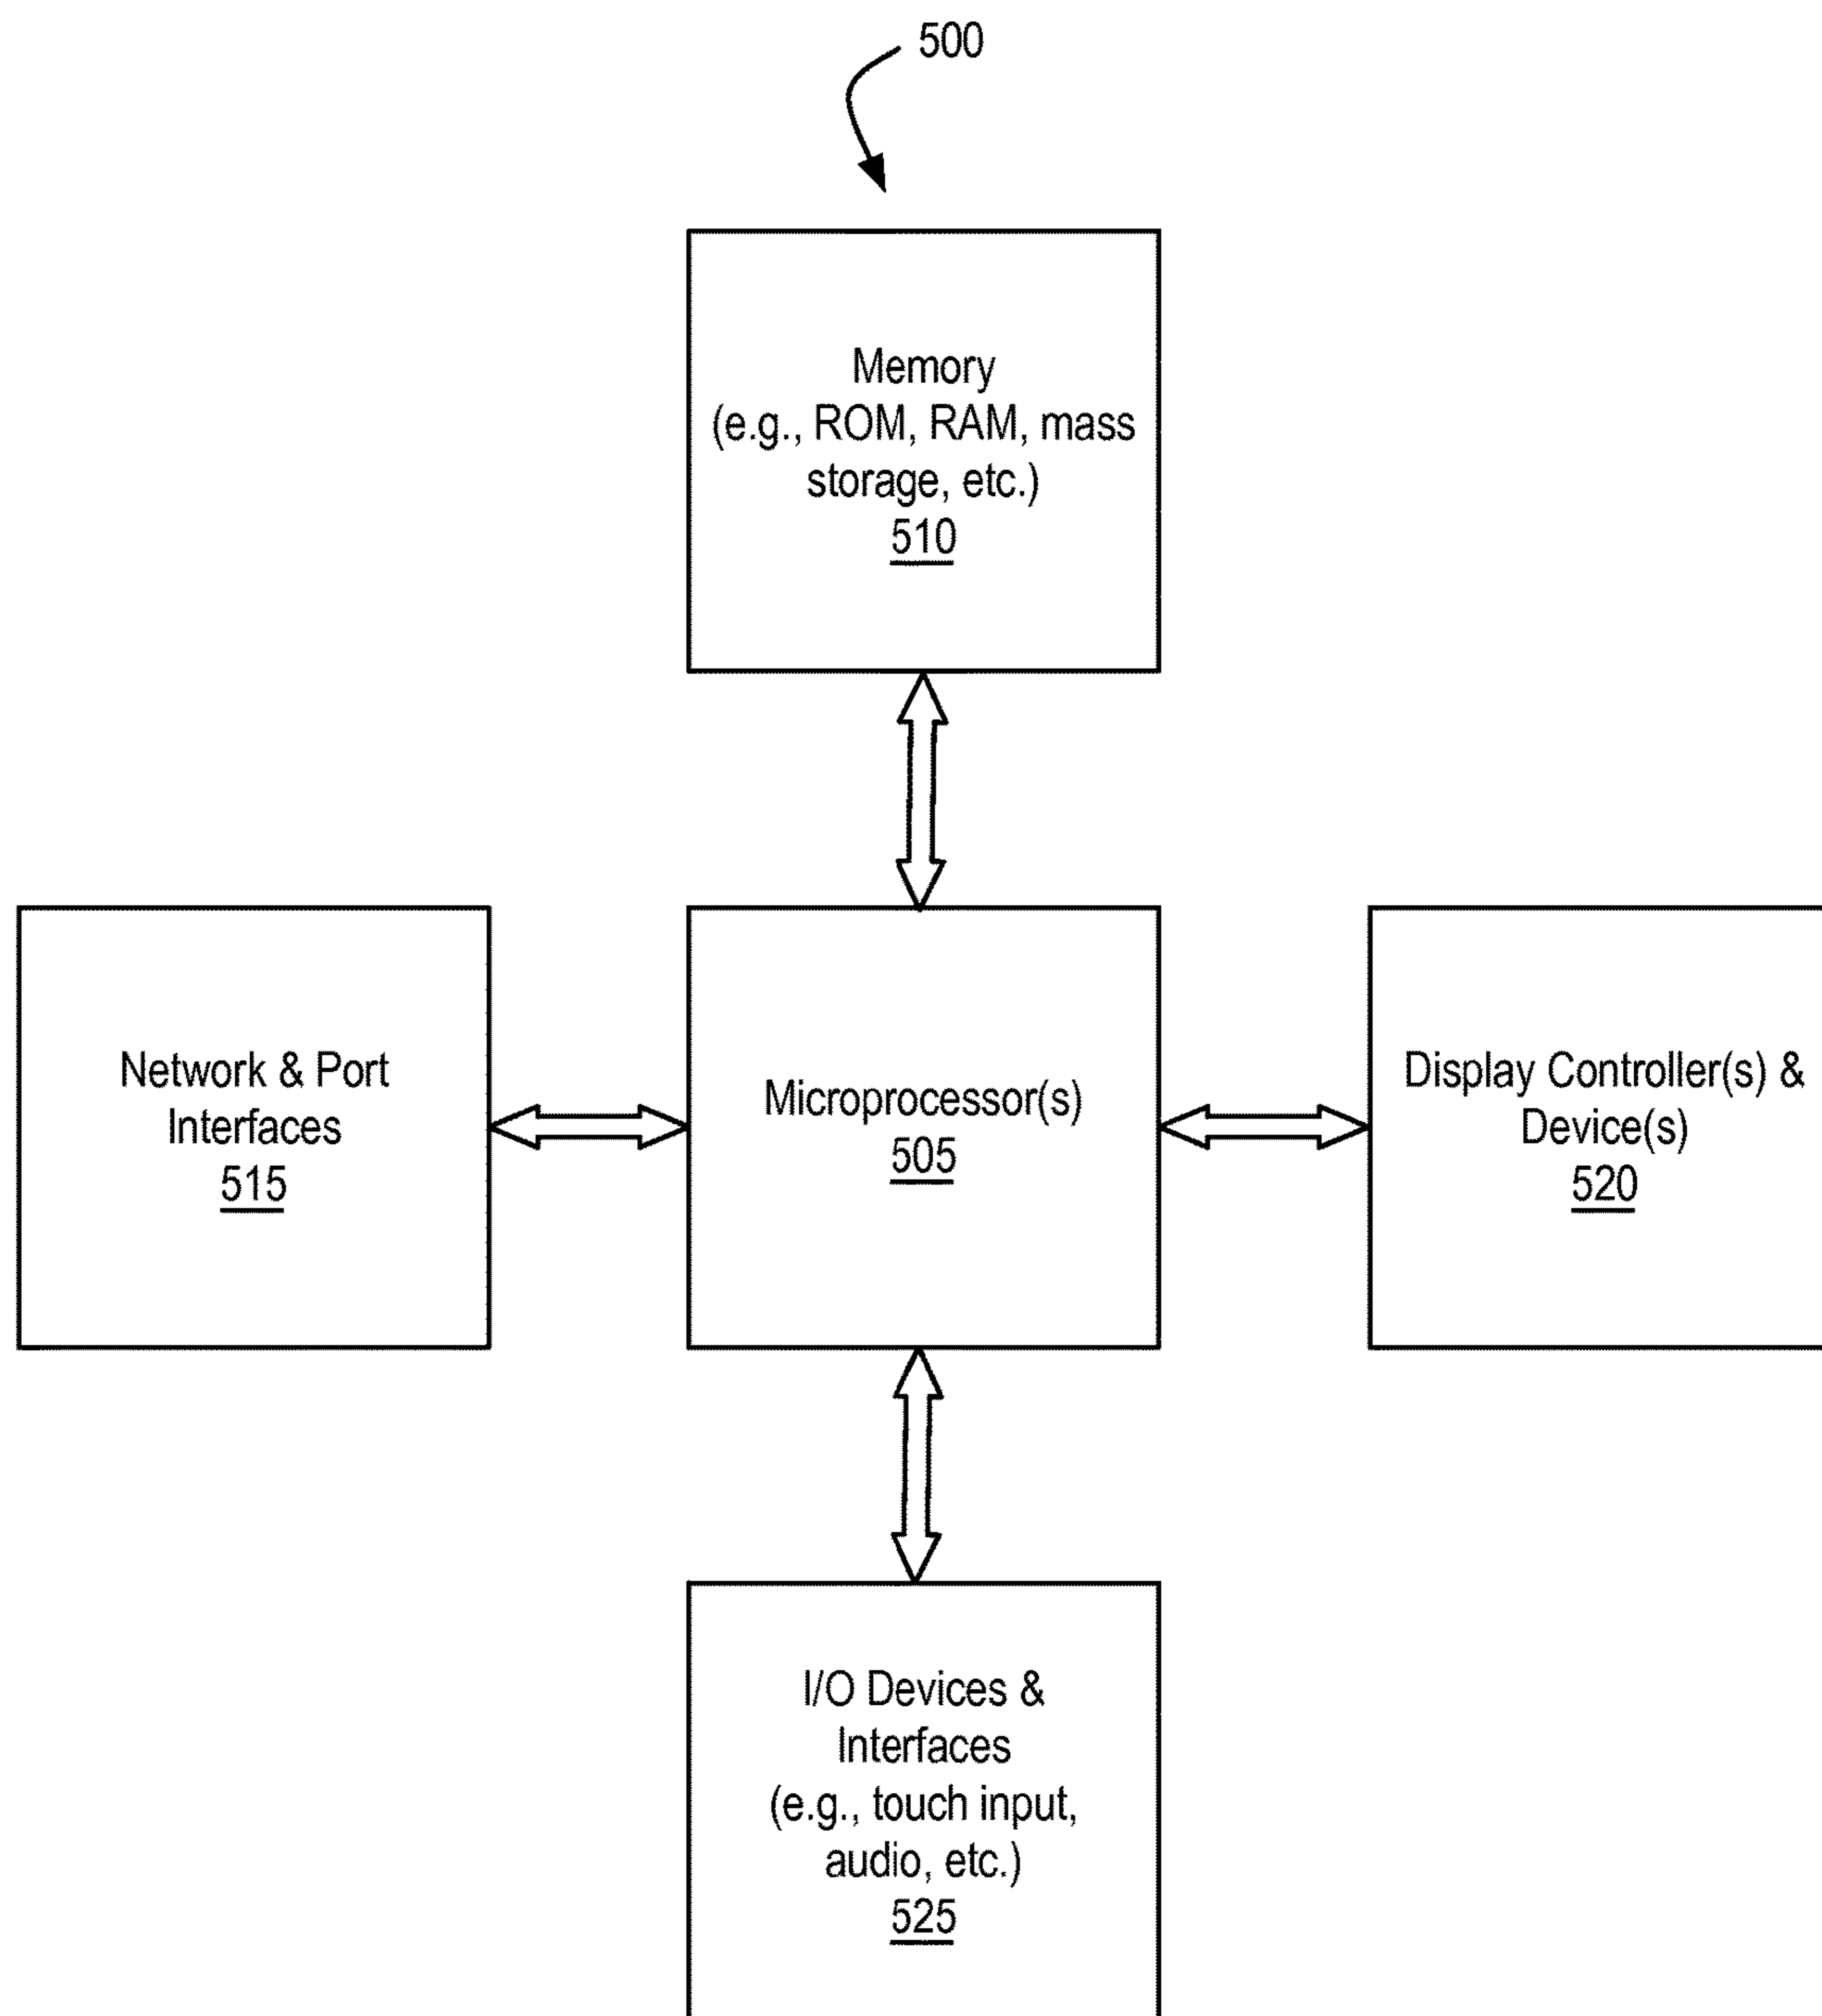 500
Memory
(e.g., ROM, RAM, mass
storage, etc.)
510
Network & Port
Interfaces
515
Microprocessor(s)
505
Display Controller(s) &
Device(s)
520
I/O Devices &
Interfaces
(e.g., touch input,
audio, etc.)
525